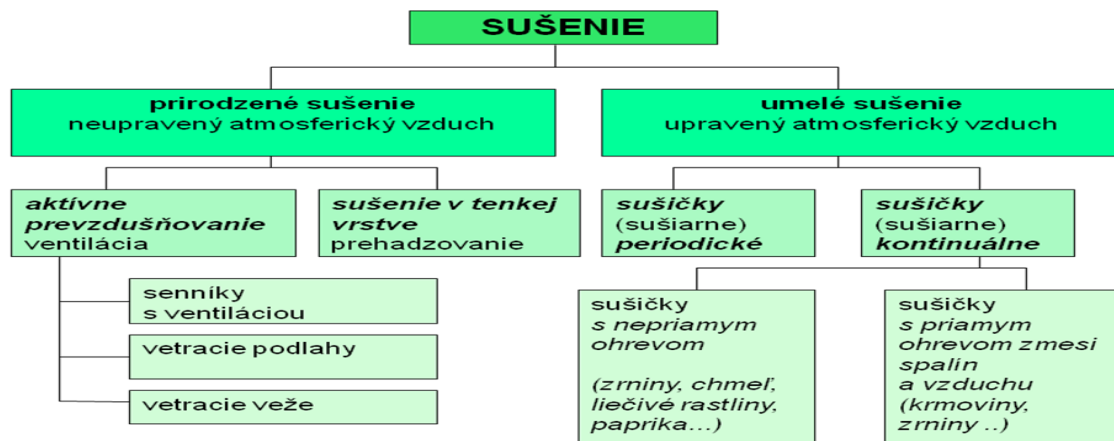 SUŠENIE
prirodzené sušenie
neupravený atmosferický vzduch
umelé sušenie
upravený atmosferický vzduch
aktívne
prevzdušňovanie
ventilácia
sušenie v tenkej
vrstve
prehadzovanie
sušičky
(sušiarne)
periodické
sušičky
(sušiarne)
kontinuálne
senníky
s ventiláciou
vetracie podlahy
vetracie veže
sušičky
s nepriamym
ohrevom
(zrniny, chmeľ,
liečivé rastliny,
paprika...)
sušičky
s priamym
ohrevom zmesi
spalín
a vzduchu
(krmoviny,
zrniny ..)